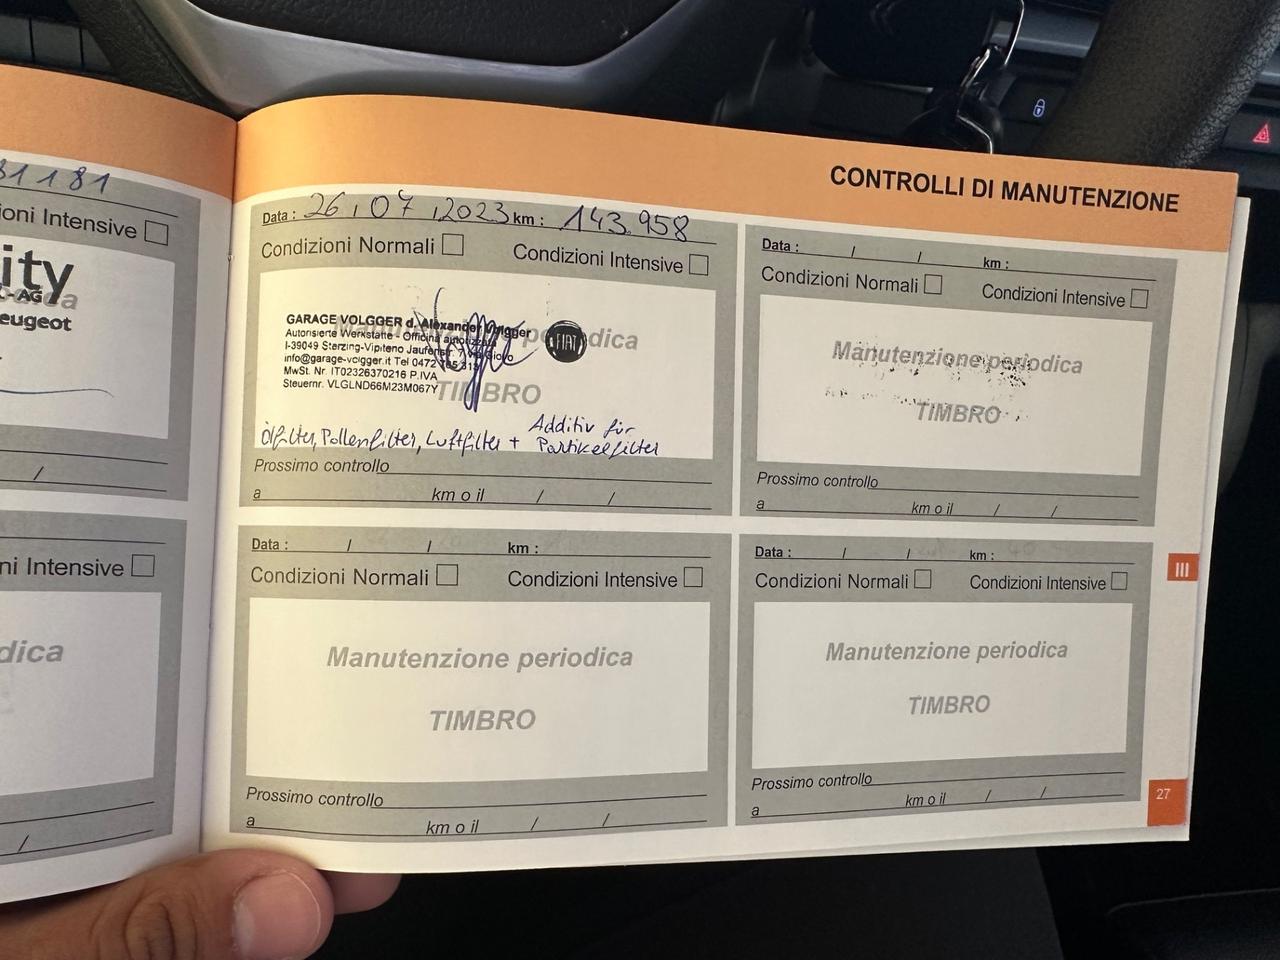 CONTROLLI DI MANUTENZIONE
ioni Intensive
ity
-AG
eugeot
/
ni Intensive
dica
/
Data : 26 / 07 / 2023 km : 143.958
Condizioni Normali Condizioni Intensive
Manutenzione periodica
TIMBRO
GARAGE VOLGGER d. Alexander Volgger
Autorisierte Werkstätte - Officina autorizzata
I-39049 Sterzing-Vipiteno Jaufenstr.
info@garage-volgger.it Tel 0472
MwSt. Nr. IT02326370216 P.IVA
Steuernr. VLGLND66M23M067Y
FIAT
Ölfilter, Pollenfilter, Luftfilter + Additiv für
Partikelfilter
Prossimo controllo
a km o il / /
Data : / / km :
Condizioni Normali Condizioni Intensive
Manutenzione periodica
TIMBRO
Prossimo controllo
a km o il / /
Data : / / km :
Condizioni Normali Condizioni Intensive
Manutenzione periodica
TIMBRO
Prossimo controllo
a km o il / /
Data : / / km :
Condizioni Normali Condizioni Intensive
Manutenzione periodica
TIMBRO
Prossimo controllo
a km o il / /
III
27